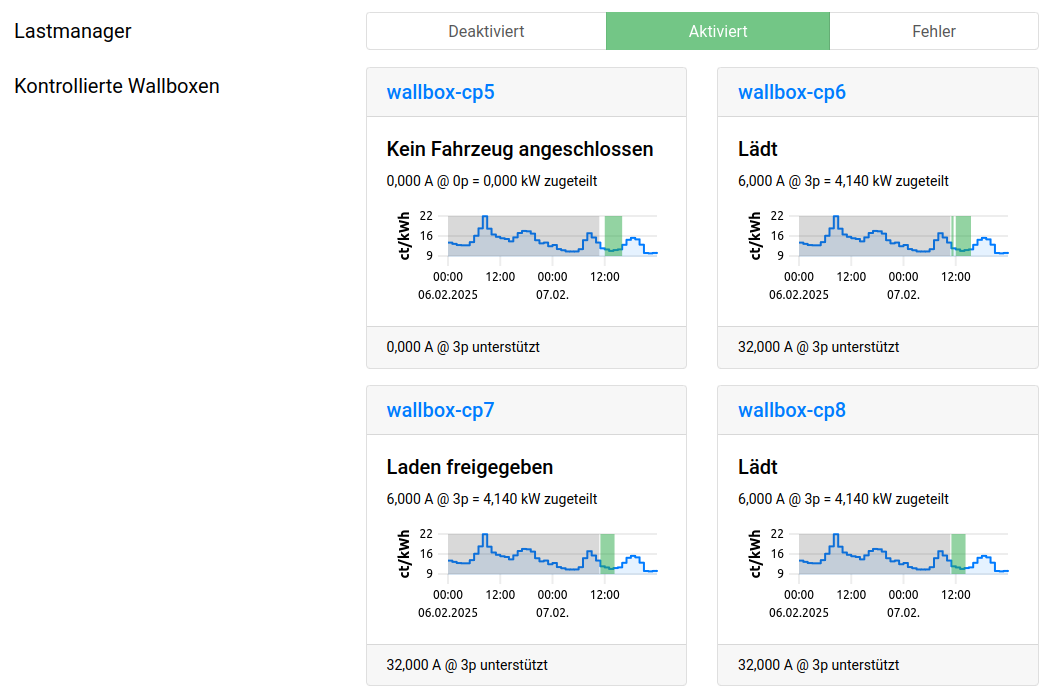 Lastmanager
Deaktiviert Aktiviert Fehler
Kontrollierte Wallboxen
wallbox-cp5
Kein Fahrzeug angeschlossen
0,000 A @ 0p = 0,000 kW zugeteilt
ct/kWh
22
16
9
00:00 12:00 00:00 12:00
06.02.2025 07.02.
0,000 A @ 3p unterstützt
wallbox-cp6
Lädt
6,000 A @ 3p = 4,140 kW zugeteilt
ct/kWh
22
16
9
00:00 12:00 00:00 12:00
06.02.2025 07.02.
32,000 A @ 3p unterstützt
wallbox-cp7
Laden freigegeben
6,000 A @ 3p = 4,140 kW zugeteilt
ct/kWh
22
16
9
00:00 12:00 00:00 12:00
06.02.2025 07.02.
32,000 A @ 3p unterstützt
wallbox-cp8
Lädt
6,000 A @ 3p = 4,140 kW zugeteilt
ct/kWh
22
16
9
00:00 12:00 00:00 12:00
06.02.2025 07.02.
32,000 A @ 3p unterstützt